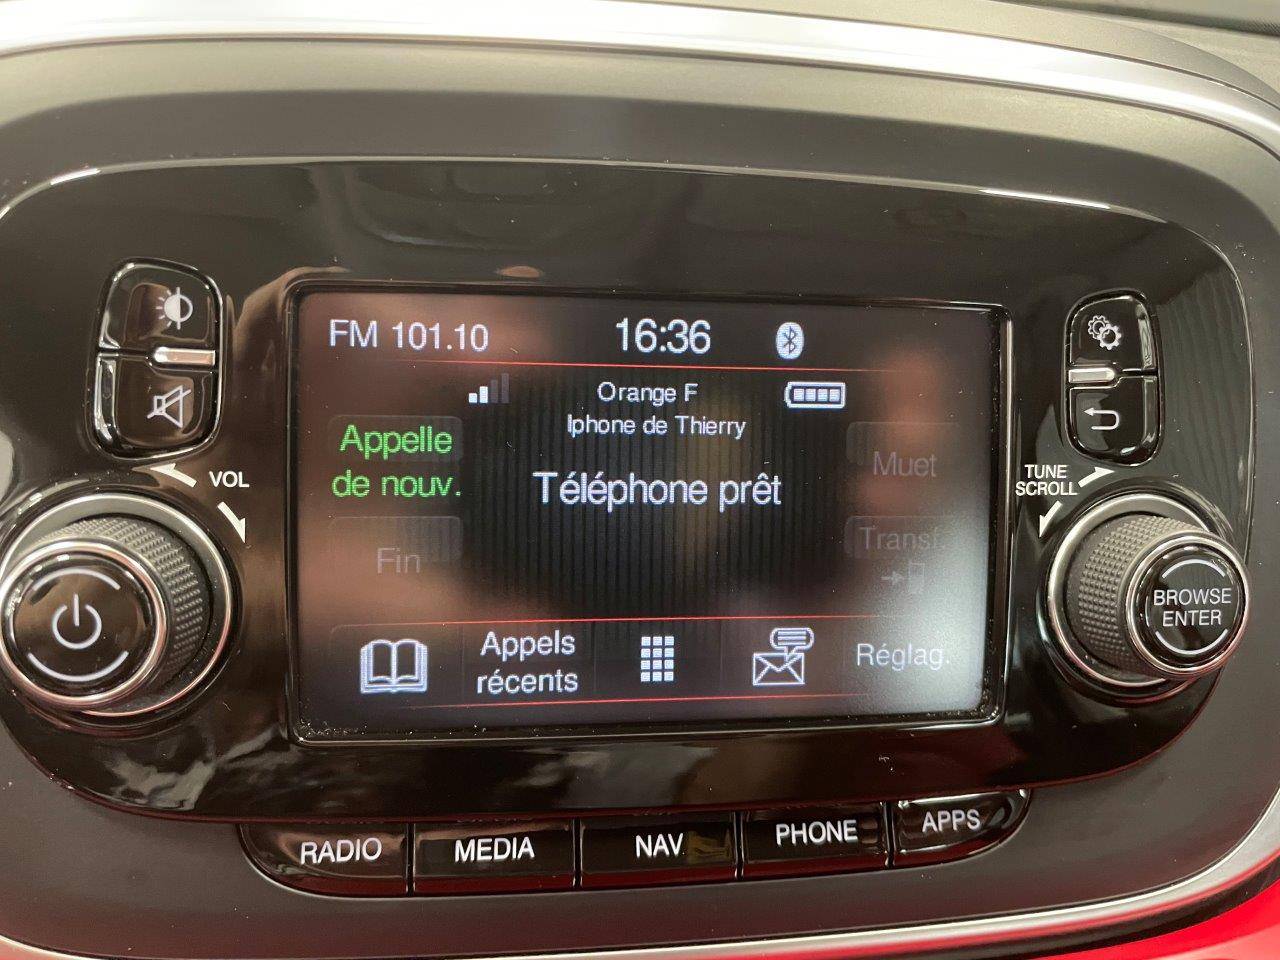 FM 101.10
16:36
Orange F
Iphone de Thierry
Appelle
de nouv.
Téléphone prêt
Muet
Fin
Transf.
Appels
récents
Réglag.
VOL
TUNE
SCROLL
BROWSE
ENTER
RADIO
MEDIA
NAV
PHONE
APPS